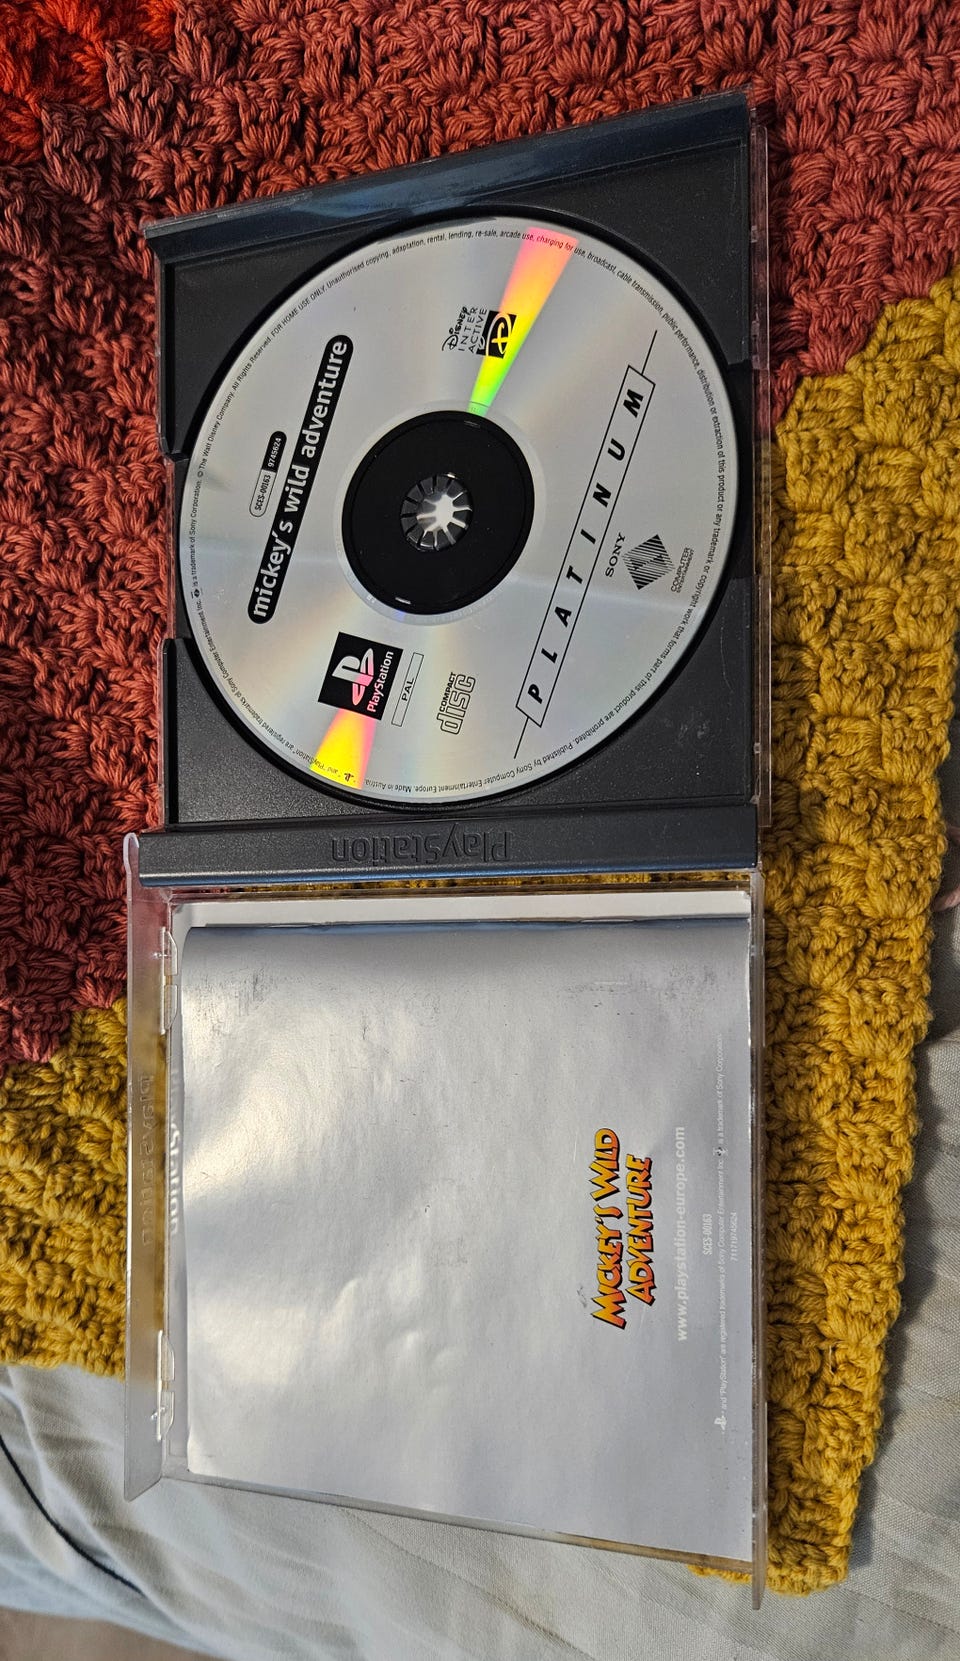 © The Walt Disney Company. All Rights Reserved. FOR HOME USE ONLY. Unauthorised copying, adaptation, rental, lending, re-sale, arcade use, charging for use, broadcast, cable transmission, public performance, distribution or extraction of this product or any trademark or copyright work that forms part of this product are prohibited. Published by Sony Computer Entertainment Europe. Made in Austria. "PS" and "PlayStation" are registered trademarks of Sony Computer Entertainment Inc. is a trademark of Sony Corporation.
SCES-00163 9745624
mickey's wild adventure
PlayStation
PAL
COMPACT
disc
DISNEY
INTER
ACTIVE
PLATINUM
SONY
COMPUTER
ENTERTAINMENT
PlayStation
MICKEY'S WILD
ADVENTURE
www.playstation-europe.com
SCES-00163
711719745624
and "PlayStation" are registered trademarks of Sony Computer Entertainment Inc. is a trademark of Sony Corporation.